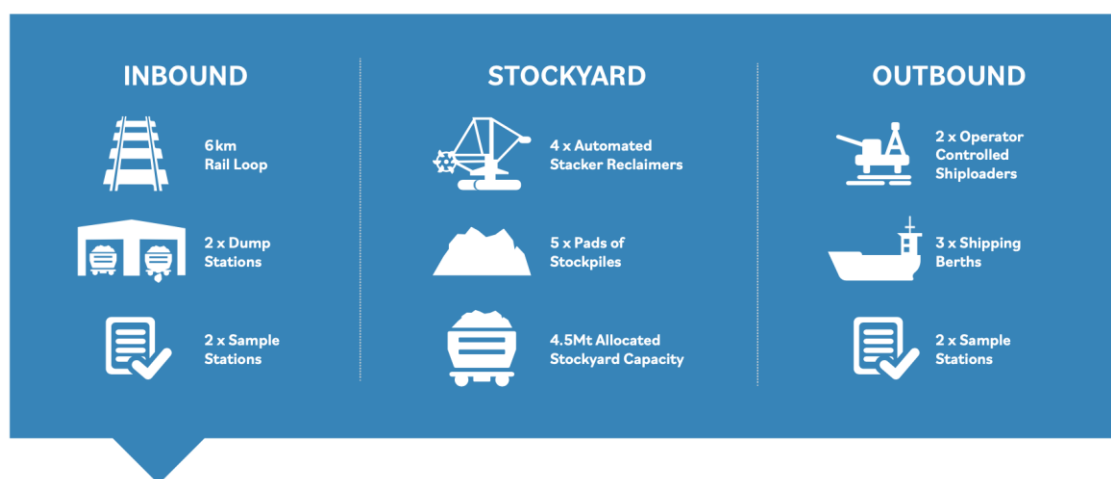 INBOUND
6km
Rail Loop
2 x Dump
Stations
2 x Sample
Stations
STOCKYARD
4 x Automated
Stacker Reclaimers
5 x Pads of
Stockpiles
4.5Mt Allocated
Stockyard Capacity
OUTBOUND
2 x Operator
Controlled
Shiploaders
3 x Shipping
Berths
2 x Sample
Stations